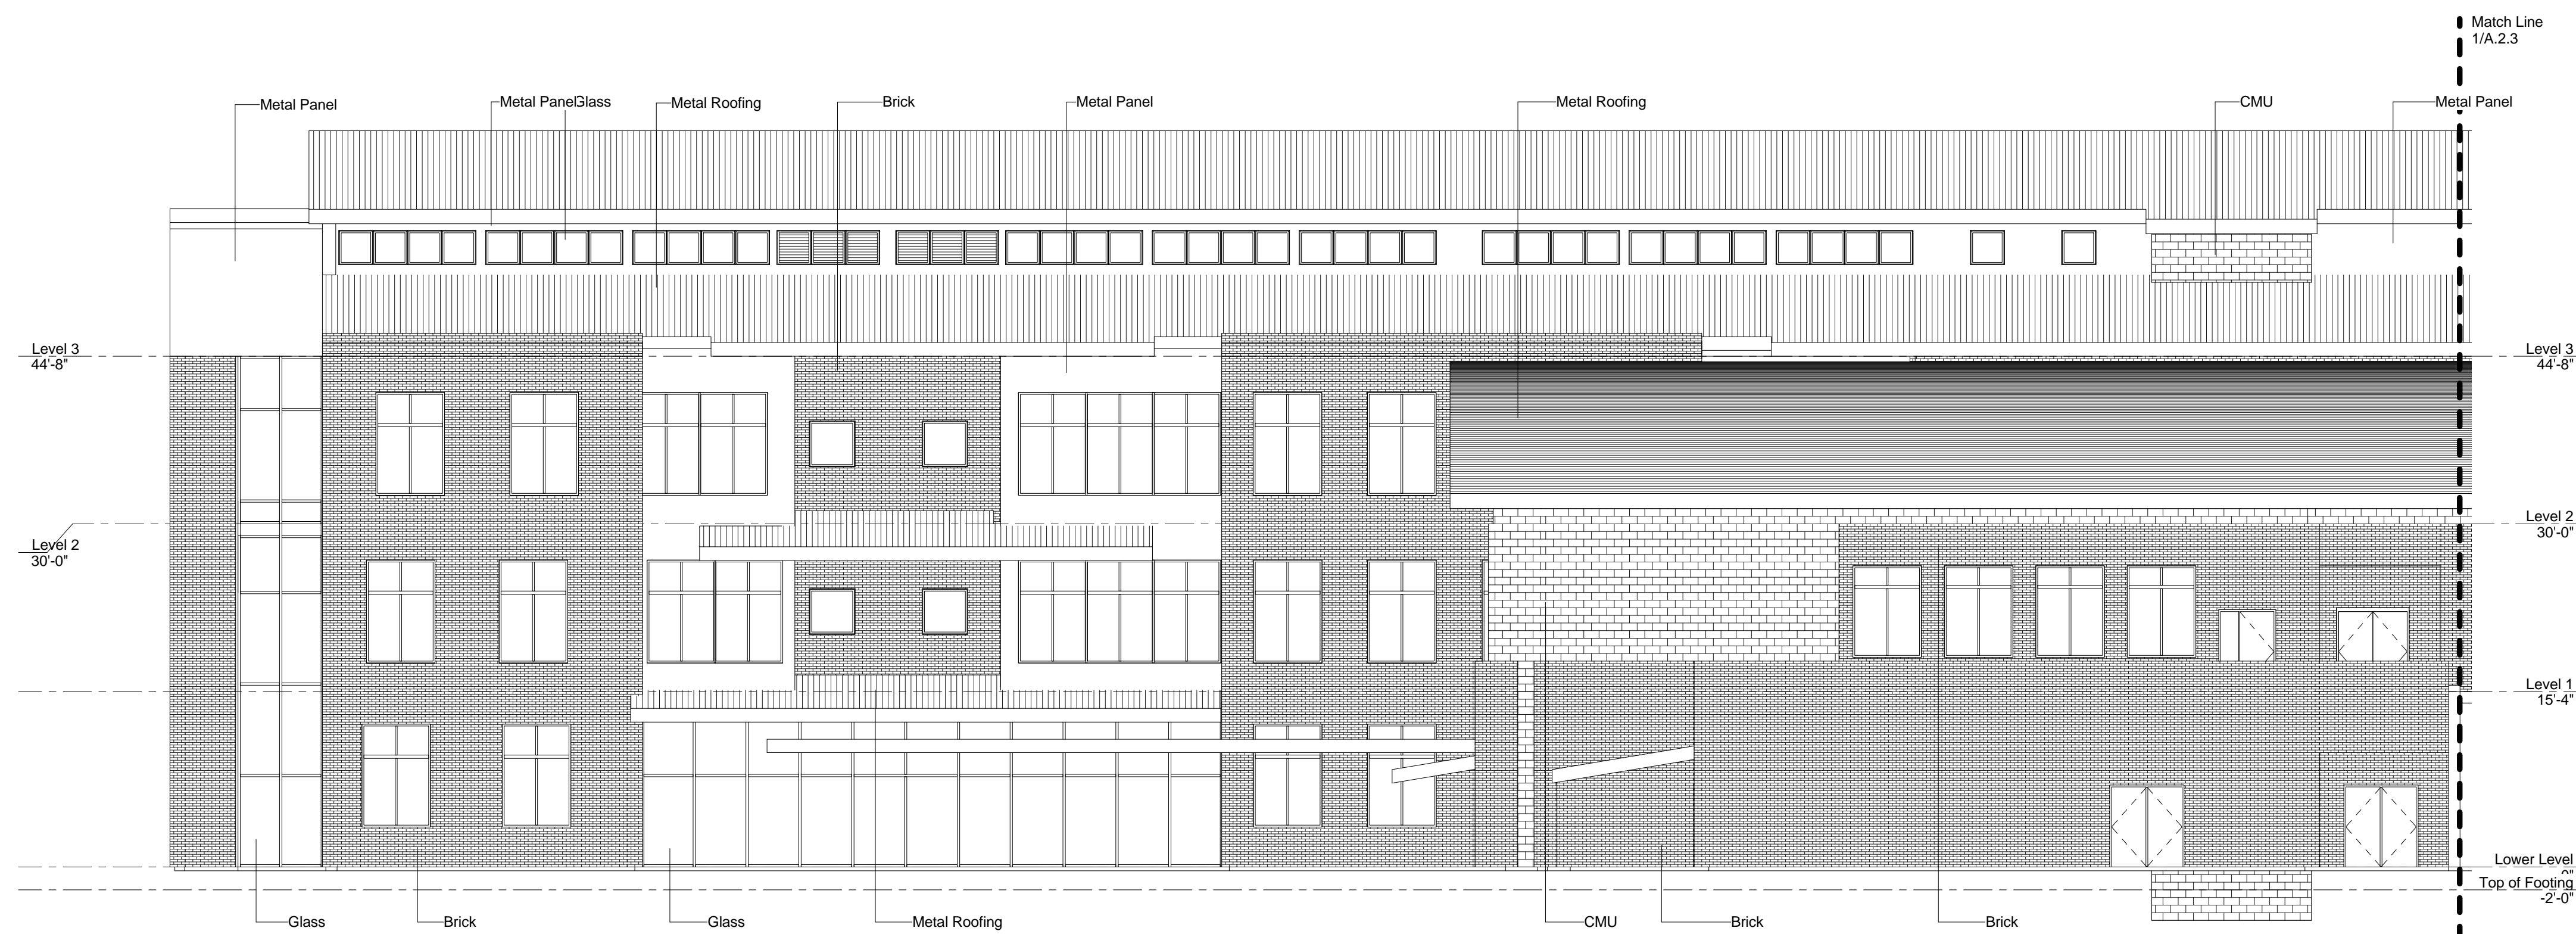 Match Line
1/A.2.3
Metal Panel
Metal Panel
Glass
Metal Roofing
Brick
Metal Panel
Metal Roofing
CMU
Metal Panel
Level 3
44'-8"
Level 3
44'-8"
Level 2
30'-0"
Level 2
30'-0"
Level 1
15'-4"
Lower Level
0"
Top of Footing
-2'-0"
Glass
Brick
Glass
Metal Roofing
CMU
Brick
Brick